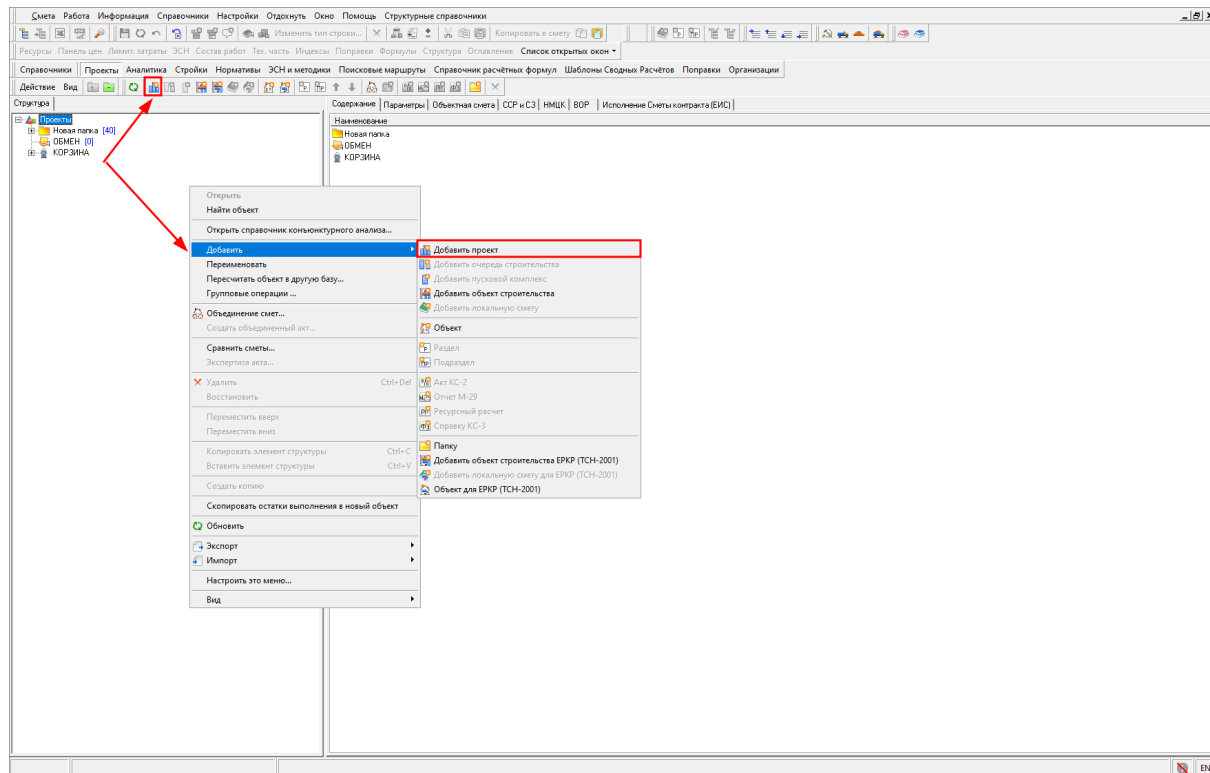 Смета Работа Информация Справочники Настройки Отдохнуть Окно Помощь Структурные справочники
Изменить тип строки... Копировать в смету
Ресурсы Панель цен Лимит. затраты ЭСН Состав работ Тех. часть Индексы Поправки Формулы Структура Оглавление Список открытых окон
Справочники Проекты Аналитика Стройки Нормативы ЭСН и методики Поисковые маршруты Справочник расчётных формул Шаблоны Сводных Расчётов Поправки Организации
Действие Вид
Структура
Проекты
Новая папка [40]
ОБМЕН [0]
КОРЗИНА
Содержание Параметры Объектная смета ССР и СЗ НМЦК ВОР Исполнение Сметы контракта (ЕИС)
Наименование
Новая папка
ОБМЕН
КОРЗИНА
Открыть
Найти объект
Открыть справочник конъюнктурного анализа...
Добавить
Переименовать
Пересчитать объект в другую базу...
Групповые операции ...
Объединение смет...
Создать объединенный акт...
Сравнить сметы...
Экспертиза акта...
Удалить Ctrl+Del
Восстановить
Переместить вверх
Переместить вниз
Копировать элемент структуры Ctrl+C
Вставить элемент структуры Ctrl+V
Создать копию
Скопировать остатки выполнения в новый объект
Обновить
Экспорт
Импорт
Настроить это меню...
Вид
Добавить проект
Добавить очередь строительства
Добавить пусковой комплекс
Добавить объект строительства
Добавить локальную смету
Объект
Раздел
Подраздел
Акт КС-2
Отчет М-29
Ресурсный расчет
Справку КС-3
Папку
Добавить объект строительства ЕРКР (ТСН-2001)
Добавить локальную смету для ЕРКР (ТСН-2001)
Объект для ЕРКР (ТСН-2001)
EN